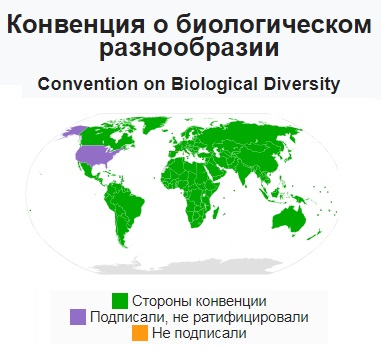 Конвенция о биологическом
разнообразии
Convention on Biological Diversity
Стороны конвенции
Подписали, не ратифицировали
Не подписали